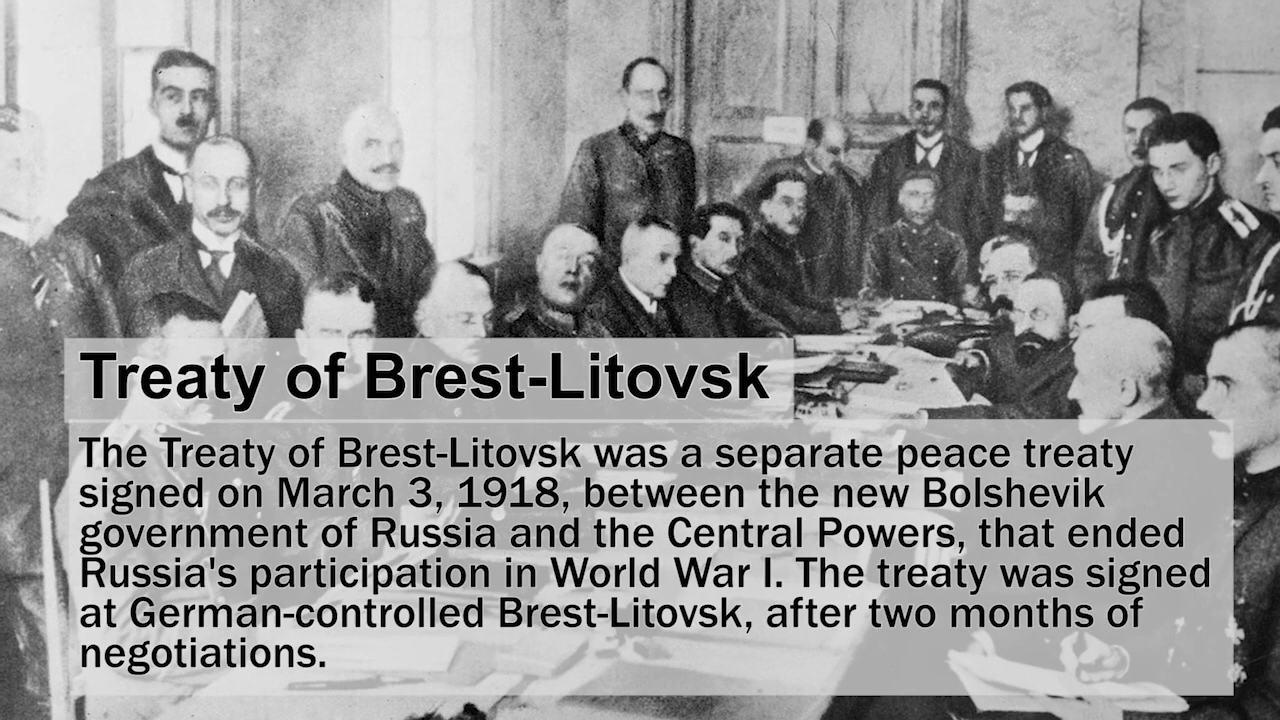 Treaty of Brest-Litovsk
The Treaty of Brest-Litovsk was a separate peace treaty
signed on March 3, 1918, between the new Bolshevik
government of Russia and the Central Powers, that ended
Russia's participation in World War I. The treaty was signed
at German-controlled Brest-Litovsk, after two months of
negotiations.